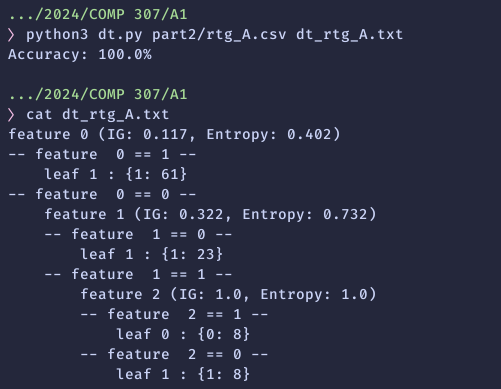 .../2024/COMP 307/A1
❯ python3 dt.py part2/rtg_A.csv dt_rtg_A.txt
Accuracy: 100.0%

.../2024/COMP 307/A1
❯ cat dt_rtg_A.txt
feature 0 (IG: 0.117, Entropy: 0.402)
-- feature  0 == 1 --
    leaf 1 : {1: 61}
-- feature  0 == 0 --
    feature 1 (IG: 0.322, Entropy: 0.732)
    -- feature  1 == 0 --
        leaf 1 : {1: 23}
    -- feature  1 == 1 --
        feature 2 (IG: 1.0, Entropy: 1.0)
        -- feature  2 == 1 --
            leaf 0 : {0: 8}
        -- feature  2 == 0 --
            leaf 1 : {1: 8}